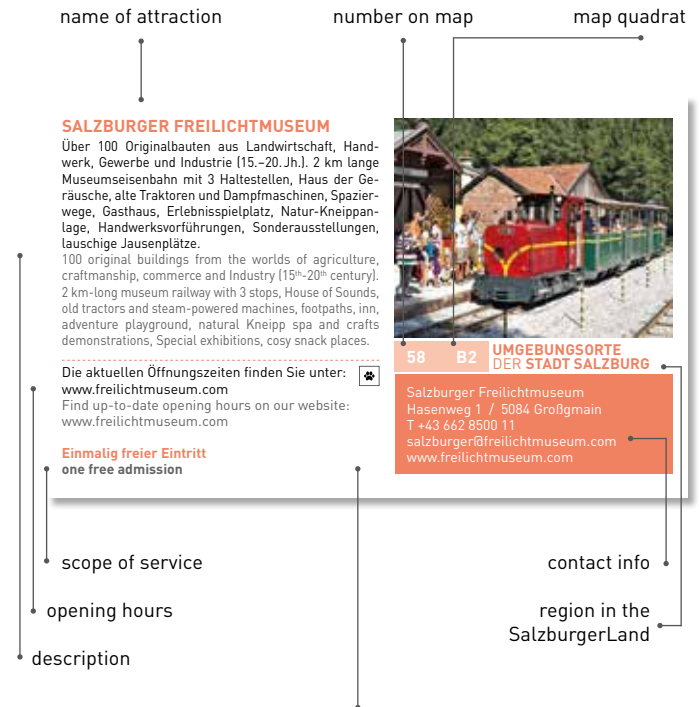 name of attraction
number on map
map quadrat
SALZBURGER FREILICHTMUSEUM
Über 100 Originalbauten aus Landwirtschaft, Hand-
werk, Gewerbe und Industrie (15.–20. Jh.). 2 km lange
Museumseisenbahn mit 3 Haltestellen, Haus der Ge-
räusche, alte Traktoren und Dampfmaschinen, Spazier-
wege, Gasthaus, Erlebnisspielplatz, Natur-Kneippan-
lage, Handwerksvorführungen, Sonderausstellungen,
lauschige Jausenplätze.
100 original buildings from the worlds of agriculture,
craftmanship, commerce and Industry (15th-20th century).
2 km-long museum railway with 3 stops, House of Sounds,
old tractors and steam-powered machines, footpaths, inn,
adventure playground, natural Kneipp spa and crafts
demonstrations, Special exhibitions, cosy snack places.
Die aktuellen Öffnungszeiten finden Sie unter:
www.freilichtmuseum.com
Find up-to-date opening hours on our website:
www.freilichtmuseum.com
Einmalig freier Eintritt
one free admission
58 B2
UMGEBUNGSORTE
DER STADT SALZBURG
Salzburger Freilichtmuseum
Hasenweg 1 / 5084 Großgmain
T +43 662 8500 11
salzburger@freilichtmuseum.com
www.freilichtmuseum.com
scope of service
opening hours
description
contact info
region in the
SalzburgerLand